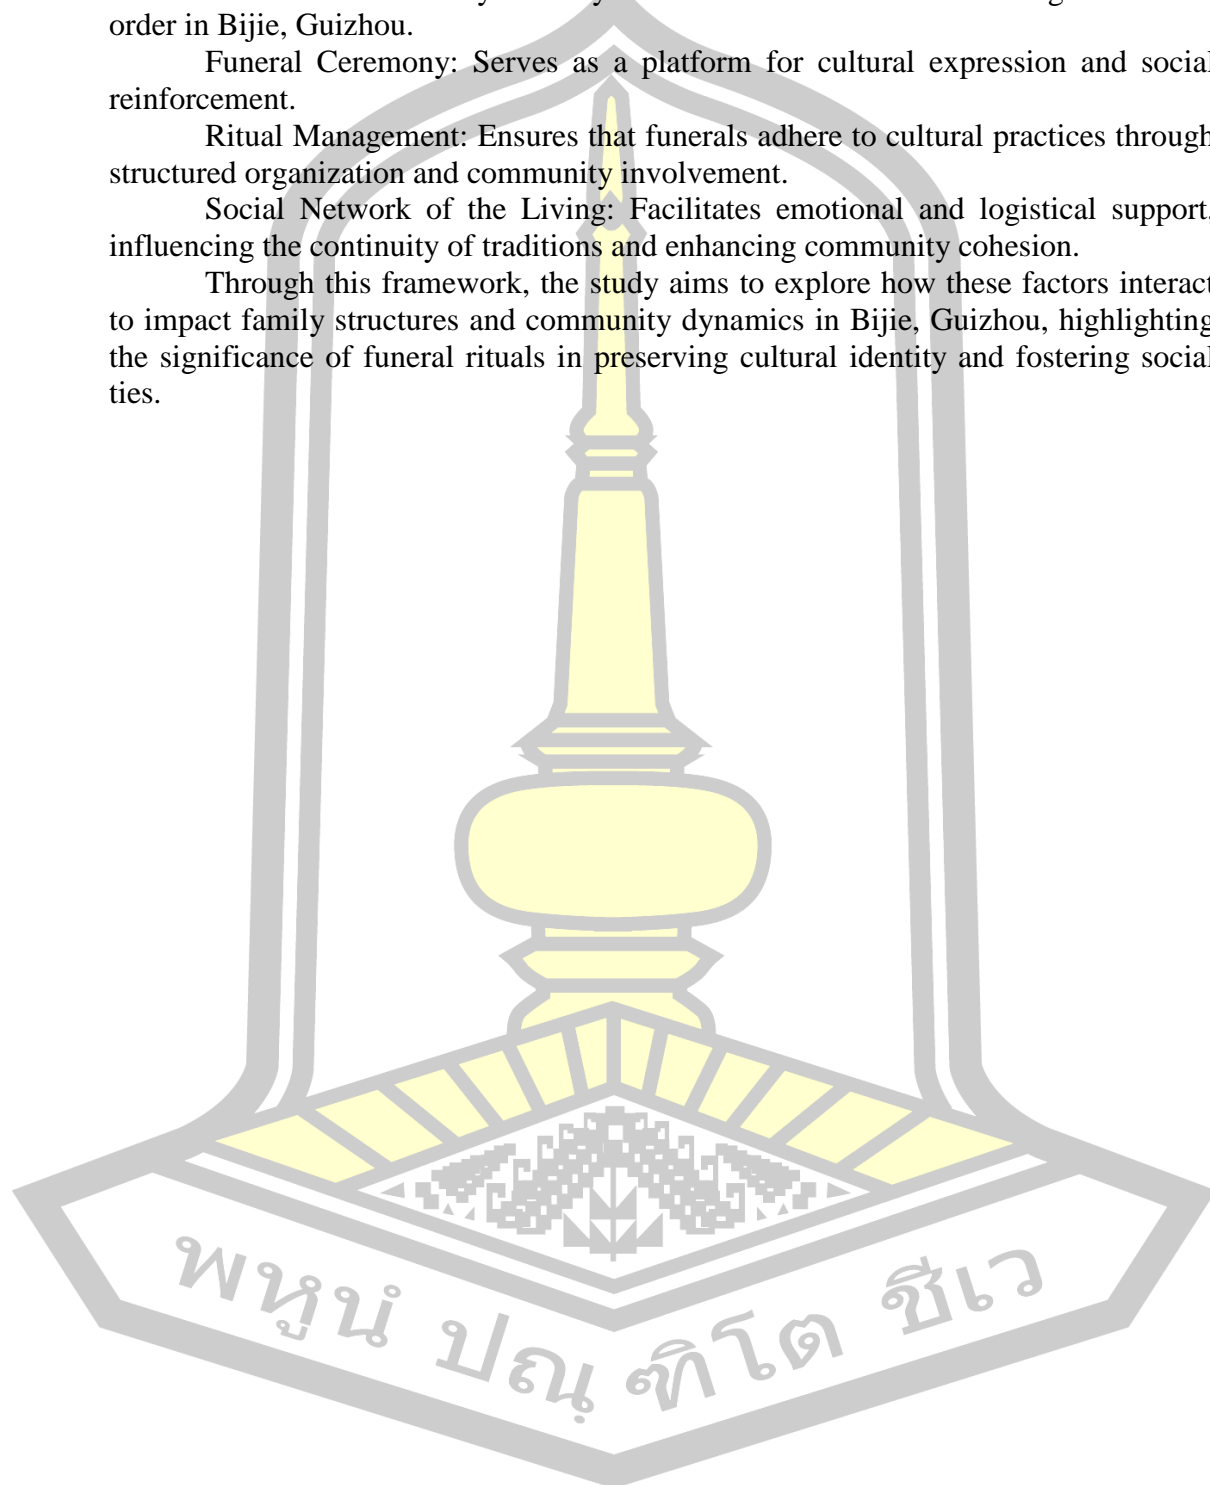 order in Bijie, Guizhou.
Funeral Ceremony: Serves as a platform for cultural expression and social
reinforcement.
Ritual Management: Ensures that funerals adhere to cultural practices through
structured organization and community involvement.
Social Network of the Living: Facilitates emotional and logistical support,
influencing the continuity of traditions and enhancing community cohesion.
Through this framework, the study aims to explore how these factors interact
to impact family structures and community dynamics in Bijie, Guizhou, highlighting
the significance of funeral rituals in preserving cultural identity and fostering social
ties.
พหูนํ ปณฺฑิโต ชีเว